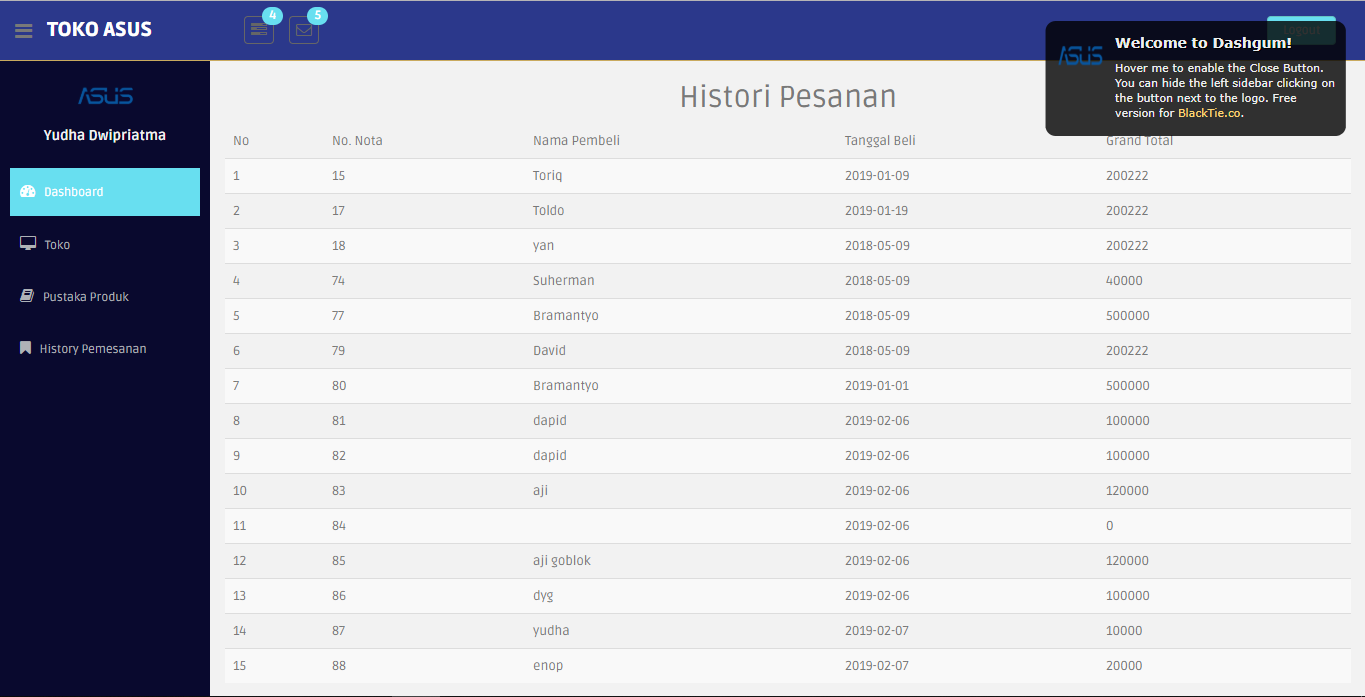 TOKO ASUS
4
5
Logout
Welcome to Dashgum!
Hover me to enable the Close Button.
You can hide the left sidebar clicking on
the button next to the logo. Free
version for BlackTie.co.
ASUS
ASUS
Yudha Dwipriatma
Dashboard
Toko
Pustaka Produk
History Pemesanan
Histori Pesanan
No No. Nota Nama Pembeli Tanggal Beli Grand Total
1 15 Toriq 2019-01-09 200222
2 17 Toldo 2019-01-19 200222
3 18 yan 2018-05-09 200222
4 74 Suherman 2018-05-09 40000
5 77 Bramantyo 2018-05-09 500000
6 79 David 2018-05-09 200222
7 80 Bramantyo 2019-01-01 500000
8 81 dapid 2019-02-06 100000
9 82 dapid 2019-02-06 100000
10 83 aji 2019-02-06 120000
11 84 2019-02-06 0
12 85 aji goblok 2019-02-06 120000
13 86 dyg 2019-02-06 100000
14 87 yudha 2019-02-07 10000
15 88 enop 2019-02-07 20000